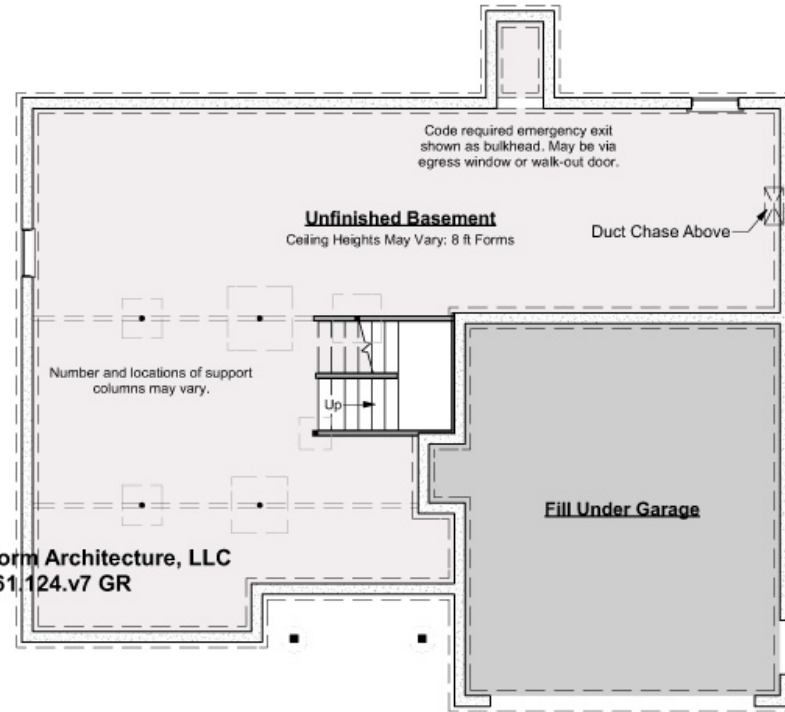 Code required emergency exit
shown as bulkhead. May be via
egress window or walk-out door.
Unfinished Basement
Ceiling Heights May Vary: 8 ft Forms
Duct Chase Above
Number and locations of support
columns may vary.
Up
Fill Under Garage
Architecture, LLC
.124.v7 GR